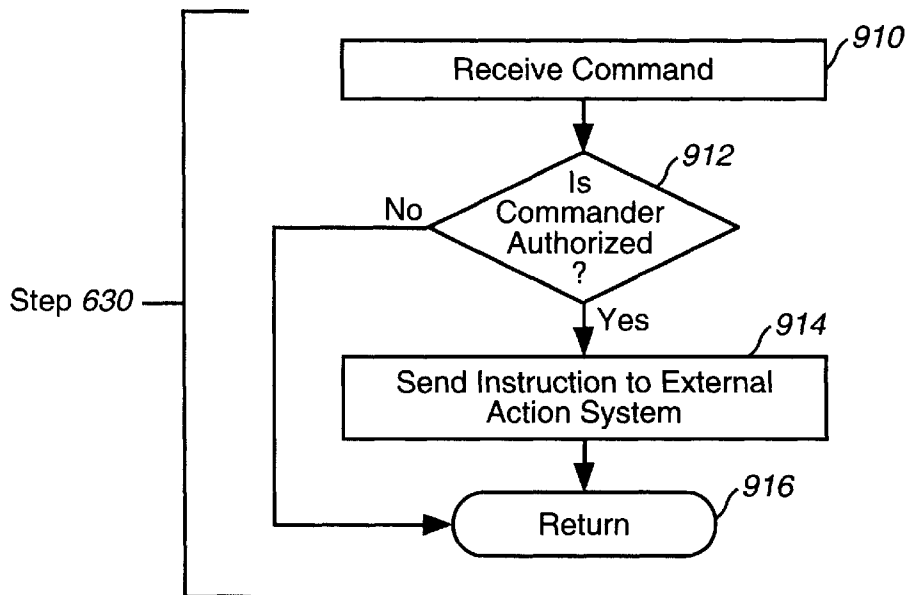 910
Receive Command
912
Is
Commander
Authorized
?
No
Step 630
Yes
914
Send Instruction to External
Action System
916
Return